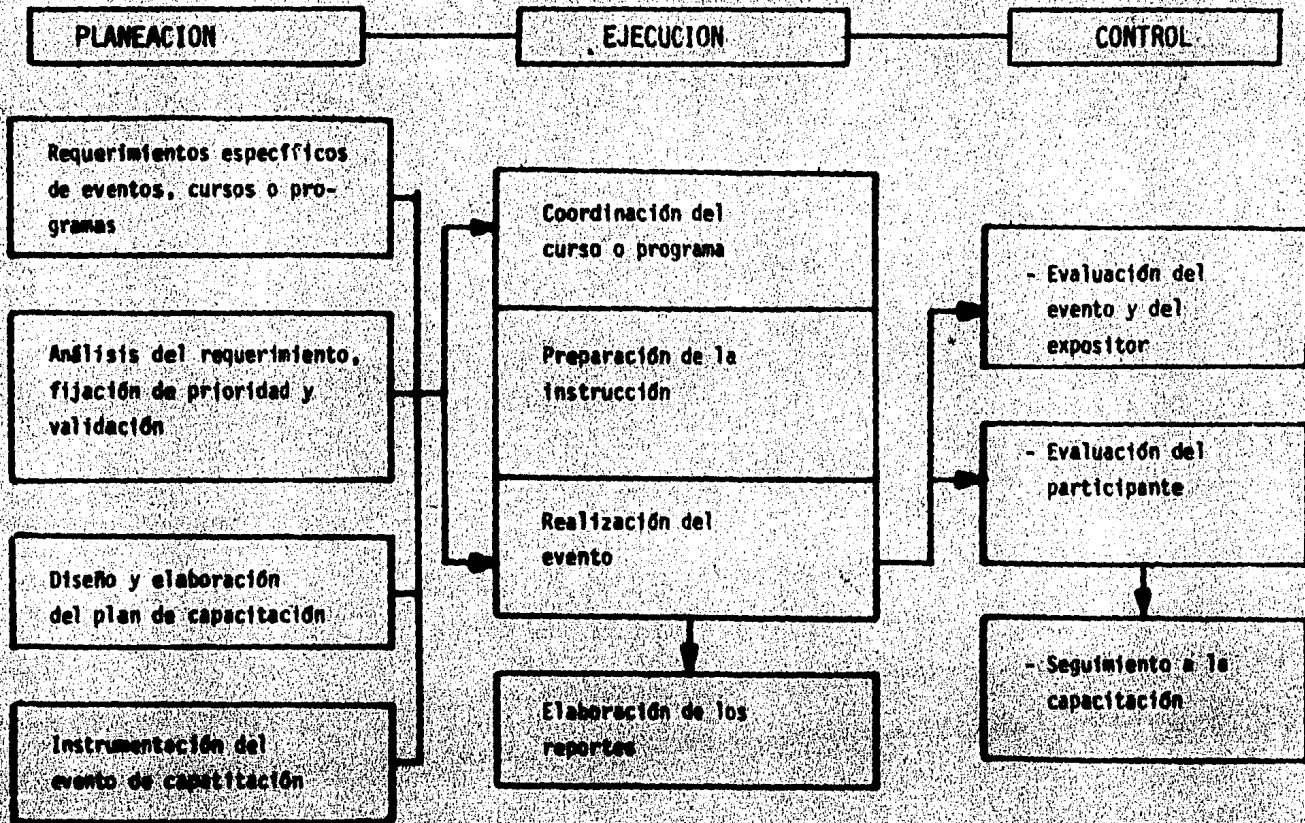 PLANEACION
EJECUCION
CONTROL
Requerimientos específicos
de eventos, cursos o pro-
gramas
Análisis del requerimiento,
fijación de prioridad y
validación
Diseño y elaboración
del plan de capacitación
Instrumentación del
evento de capacitación
Coordinación del
curso o programa
Preparación de la
instrucción
Realización del
evento
Elaboración de los
reportes
- Evaluación del
evento y del
expositor
- Evaluación del
participante
- Seguimiento a la
capacitación